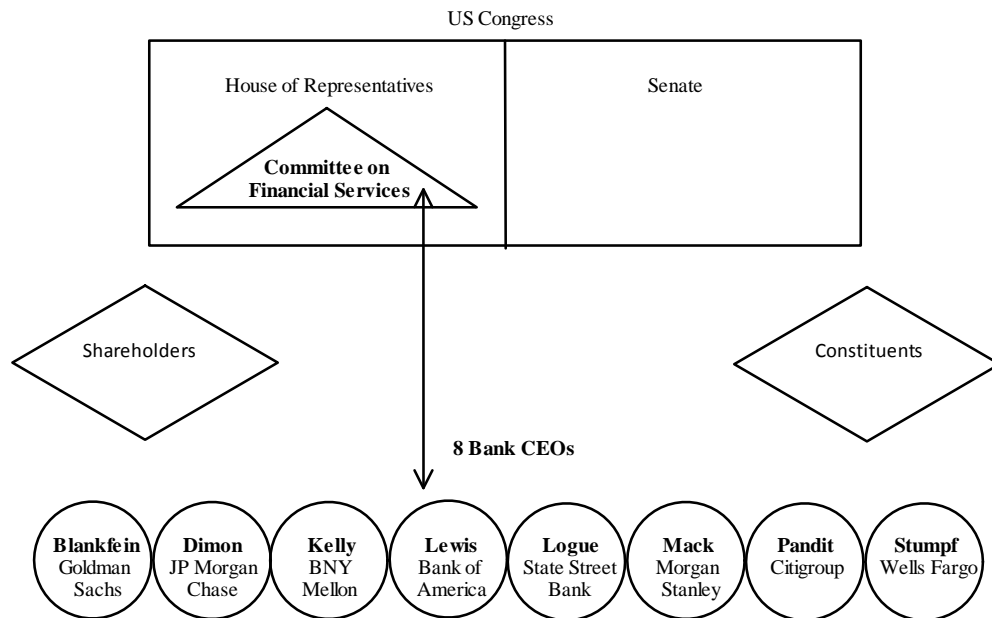 US Congress
House of Representatives
Senate
Committee on
Financial Services
Shareholders
Constituents
8 Bank CEOs
Blankfein
Goldman
Sachs
Dimon
JP Morgan
Chase
Kelly
BNY
Mellon
Lewis
Bank of
America
Logue
State Street
Bank
Mack
Morgan
Stanley
Pandit
Citigroup
Stumpf
Wells Fargo